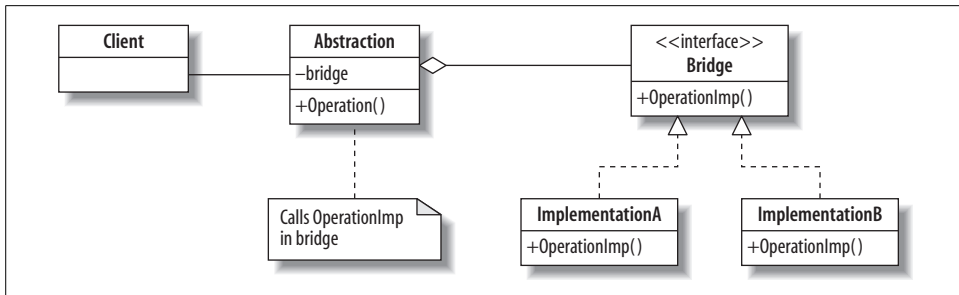 Client
Abstraction
–bridge
+Operation()
<<interface>>
Bridge
+OperationImp()
Calls OperationImp
in bridge
ImplementationA
+OperationImp()
ImplementationB
+OperationImp()